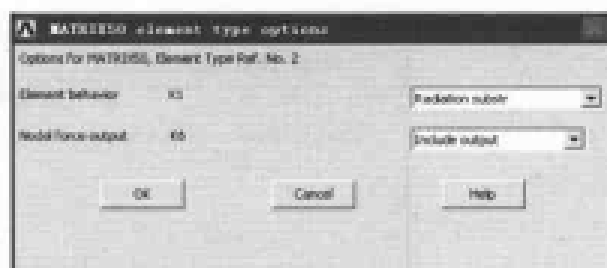 MATRIX50 element type options
Options for MATRIX50, Element Type Ref. No. 2
Element behavior K1 Radiation substr
Nodal force output K6 Include output
OK Cancel Help